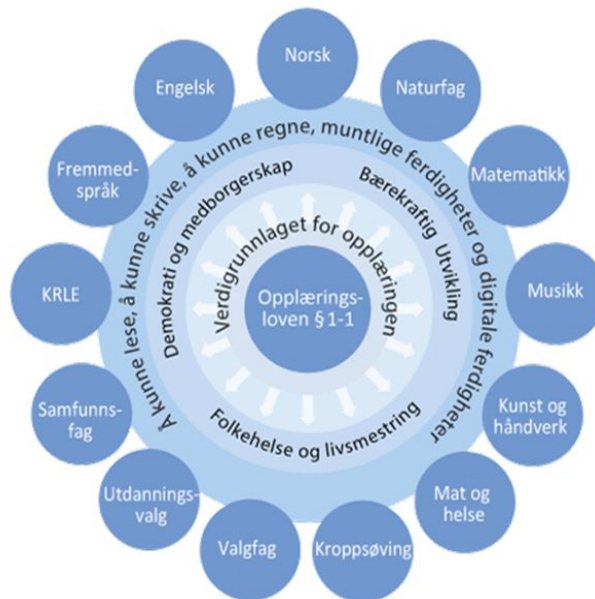 Norsk
Naturfag
Matematikk
Musikk
Kunst og
håndverk
Mat og
helse
Kroppsøving
Valgfag
Utdannings-
valg
Samfunns-
fag
KRLE
Fremmed-
språk
Engelsk
Å kunne lese, å kunne skrive, å kunne regne, muntlige ferdigheter og digitale ferdigheter
Demokrati og medborgerskap
Bærekraftig Utvikling
Folkehelse og livsmestring
Verdigrunnlaget for opplæringen
Opplærings-
loven § 1-1